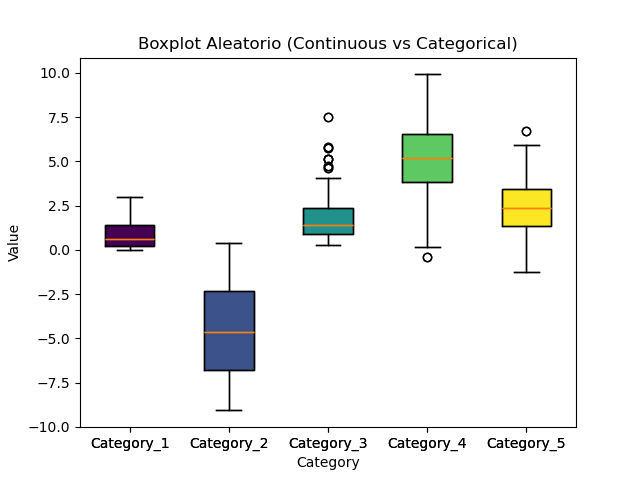 Boxplot Aleatorio (Continuous vs Categorical)
10.0
7.5
5.0
2.5
0.0
−2.5
−5.0
−7.5
−10.0
Value
Category_1 Category_2 Category_3 Category_4 Category_5
Category